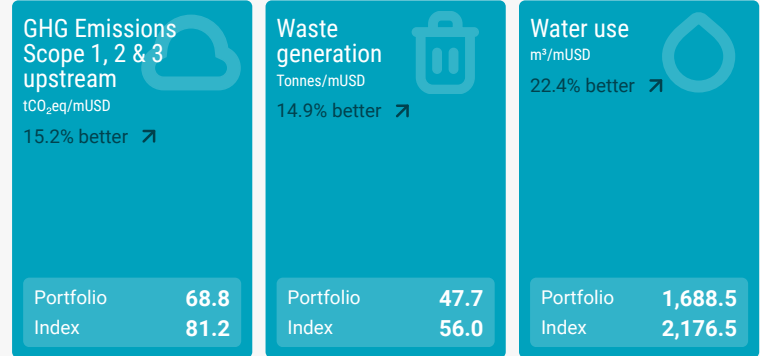 GHG Emissions
Scope 1, 2 & 3
upstream
tCO₂eq/mUSD
15.2% better
Portfolio 68.8
Index 81.2
Waste
generation
Tonnes/mUSD
14.9% better
Portfolio 47.7
Index 56.0
Water use
m³/mUSD
22.4% better
Portfolio 1,688.5
Index 2,176.5